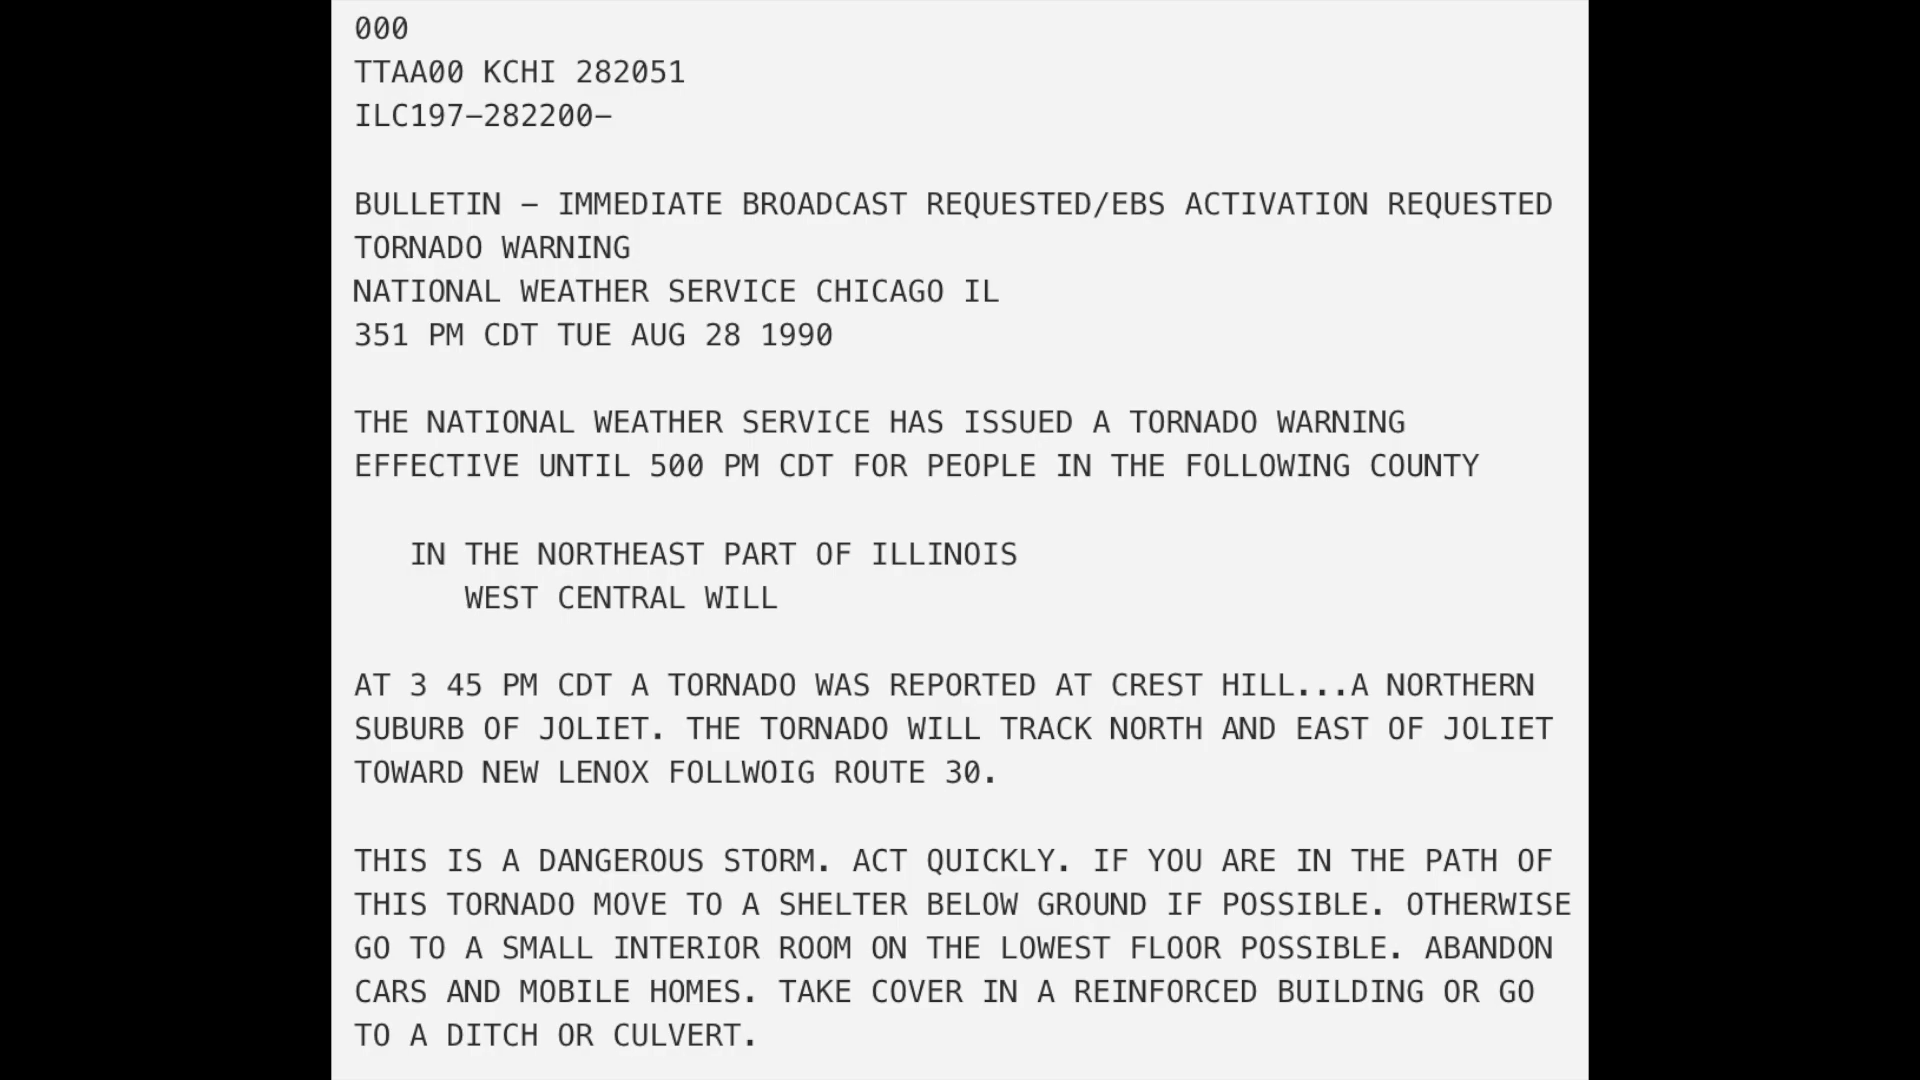 000
TTAA00 KCHI 282051
ILC197-282200-
BULLETIN - IMMEDIATE BROADCAST REQUESTED/EBS ACTIVATION REQUESTED
TORNADO WARNING
NATIONAL WEATHER SERVICE CHICAGO IL
351 PM CDT TUE AUG 28 1990
THE NATIONAL WEATHER SERVICE HAS ISSUED A TORNADO WARNING
EFFECTIVE UNTIL 500 PM CDT FOR PEOPLE IN THE FOLLOWING COUNTY
IN THE NORTHEAST PART OF ILLINOIS
WEST CENTRAL WILL
AT 3 45 PM CDT A TORNADO WAS REPORTED AT CREST HILL...A NORTHERN
SUBURB OF JOLIET. THE TORNADO WILL TRACK NORTH AND EAST OF JOLIET
TOWARD NEW LENOX FOLLWOIG ROUTE 30.
THIS IS A DANGEROUS STORM. ACT QUICKLY. IF YOU ARE IN THE PATH OF
THIS TORNADO MOVE TO A SHELTER BELOW GROUND IF POSSIBLE. OTHERWISE
GO TO A SMALL INTERIOR ROOM ON THE LOWEST FLOOR POSSIBLE. ABANDON
CARS AND MOBILE HOMES. TAKE COVER IN A REINFORCED BUILDING OR GO
TO A DITCH OR CULVERT.